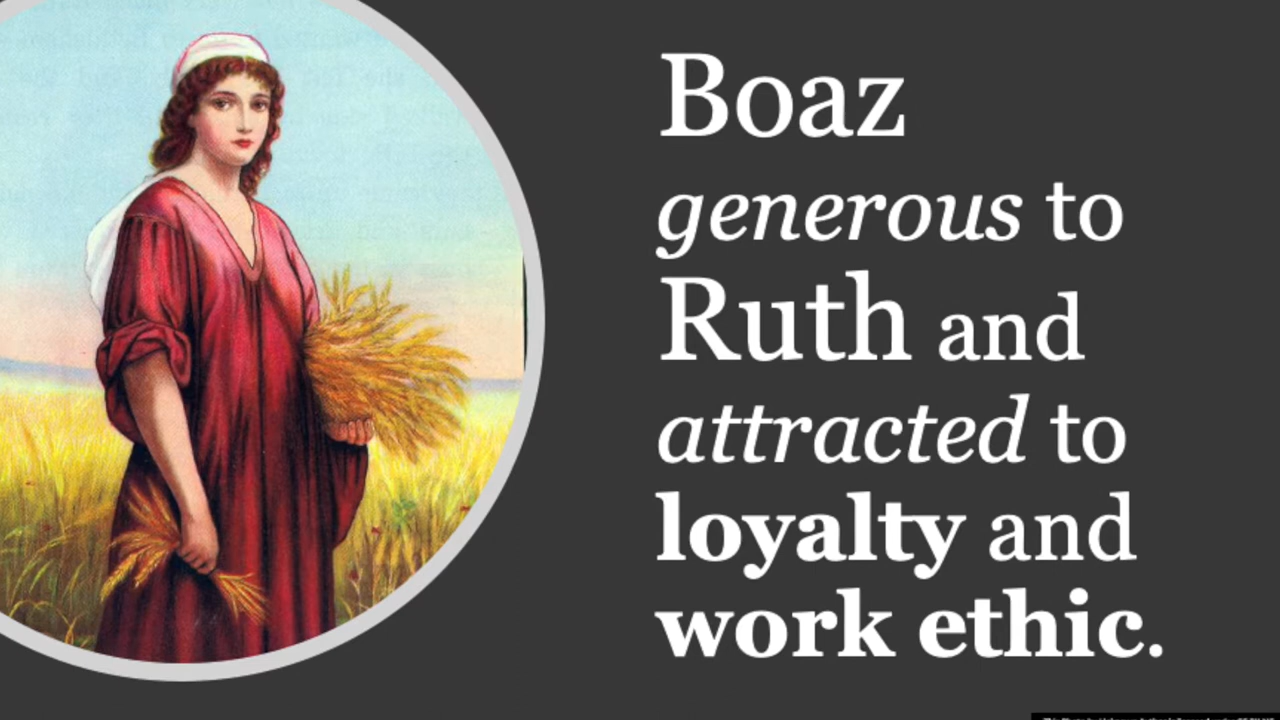 Boaz
generous to
Ruth and
attracted to
loyalty and
work ethic.